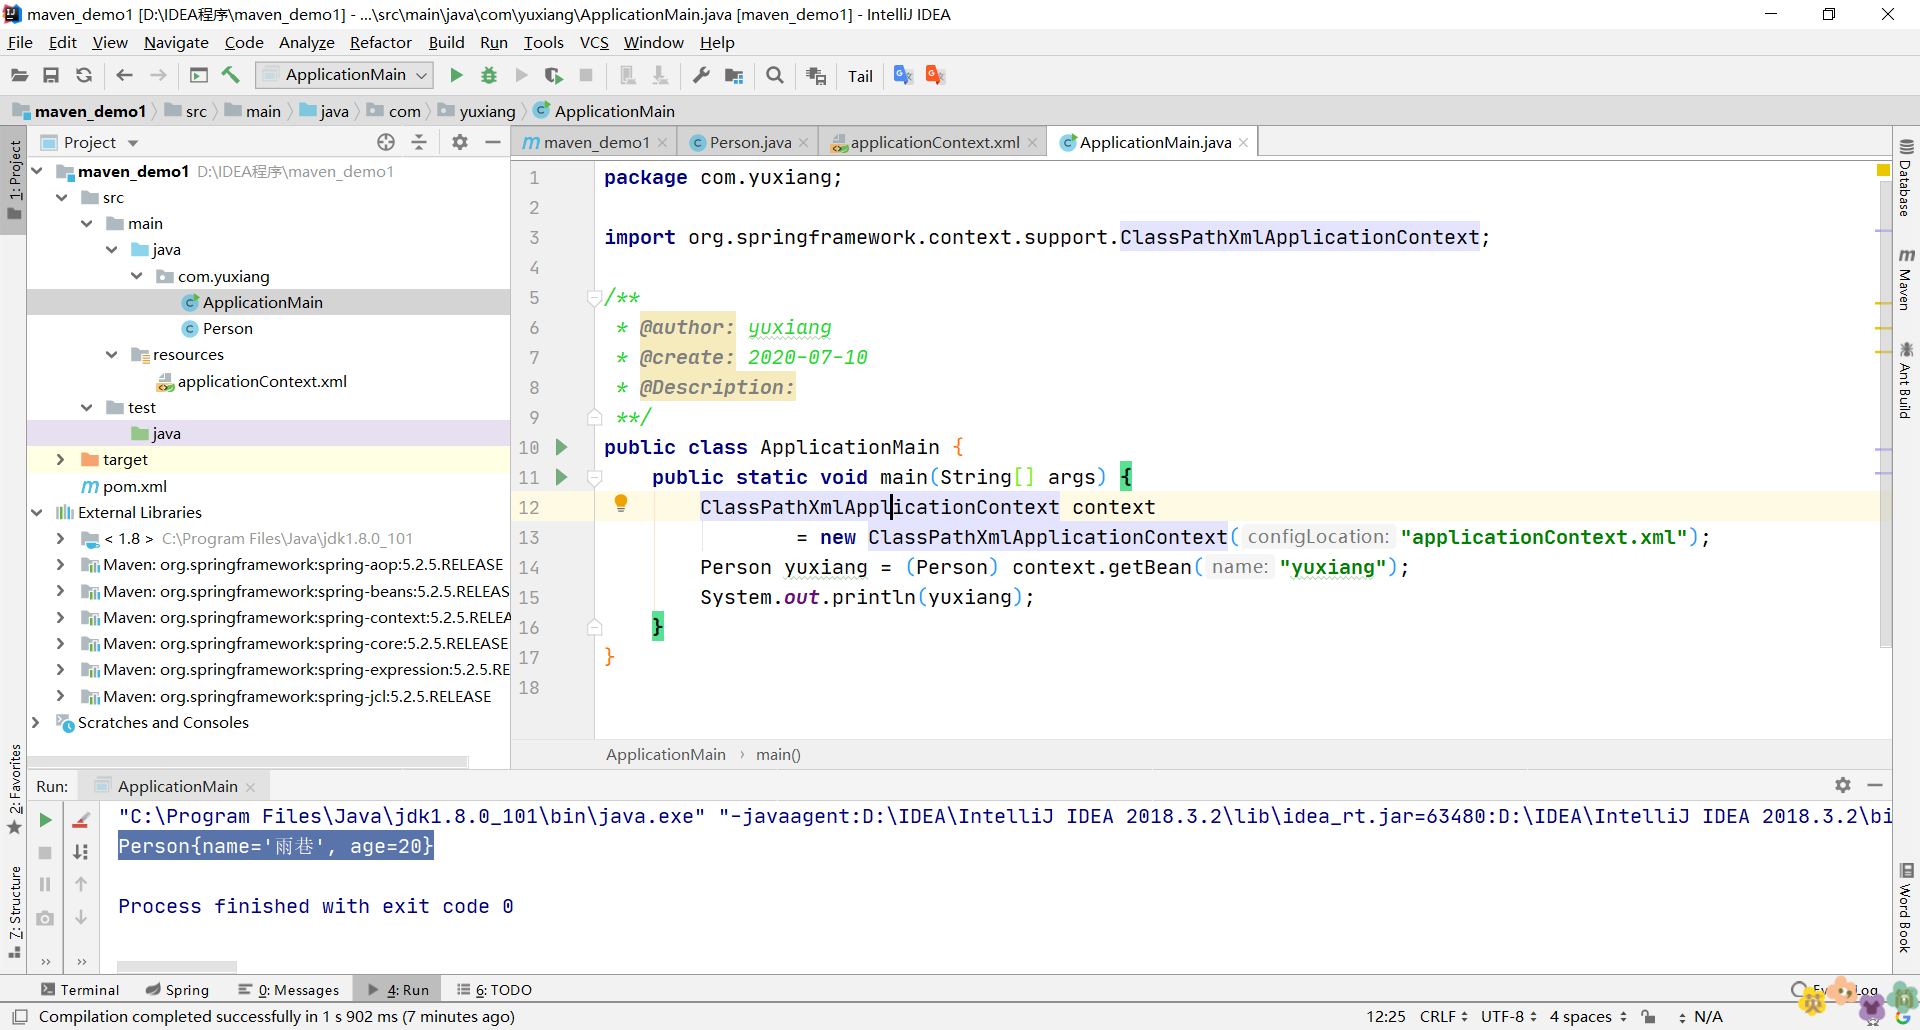 maven_demo1 [D:\IDEA程序\maven_demo1] - ...\src\main\java\com\yuxiang\ApplicationMain.java [maven_demo1] - IntelliJ IDEA
File Edit View Navigate Code Analyze Refactor Build Run Tools VCS Window Help
ApplicationMain Tail
maven_demo1 src main java com yuxiang ApplicationMain
Project
maven_demo1 Person.java applicationContext.xml ApplicationMain.java
1: Project
maven_demo1 D:\IDEA程序\maven_demo1
src
main
java
com.yuxiang
ApplicationMain
Person
resources
applicationContext.xml
test
java
target
pom.xml
External Libraries
< 1.8 > C:\Program Files\Java\jdk1.8.0_101
Maven: org.springframework:spring-aop:5.2.5.RELEASE
Maven: org.springframework:spring-beans:5.2.5.RELEAS
Maven: org.springframework:spring-context:5.2.5.RELEA
Maven: org.springframework:spring-core:5.2.5.RELEASE
Maven: org.springframework:spring-expression:5.2.5.RE
Maven: org.springframework:spring-jcl:5.2.5.RELEASE
Scratches and Consoles
1 package com.yuxiang;
2
3 import org.springframework.context.support.ClassPathXmlApplicationContext;
4
5 /**
6 * @author: yuxiang
7 * @create: 2020-07-10
8 * @Description:
9 **/
10 public class ApplicationMain {
11 public static void main(String[] args) {
12 ClassPathXmlApplicationContext context
13 = new ClassPathXmlApplicationContext( configLocation: "applicationContext.xml");
14 Person yuxiang = (Person) context.getBean( name: "yuxiang");
15 System.out.println(yuxiang);
16 }
17 }
18
ApplicationMain › main()
Database
Maven
Ant Build
Word Book
2: Favorites
7: Structure
Run: ApplicationMain
"C:\Program Files\Java\jdk1.8.0_101\bin\java.exe" "-javaagent:D:\IDEA\IntelliJ IDEA 2018.3.2\lib\idea_rt.jar=63480:D:\IDEA\IntelliJ IDEA 2018.3.2\bi
Person{name='雨巷', age=20}
Process finished with exit code 0
Terminal Spring 0: Messages 4: Run 6: TODO Log
Compilation completed successfully in 1 s 902 ms (7 minutes ago) 12:25 CRLF UTF-8 4 spaces N/A